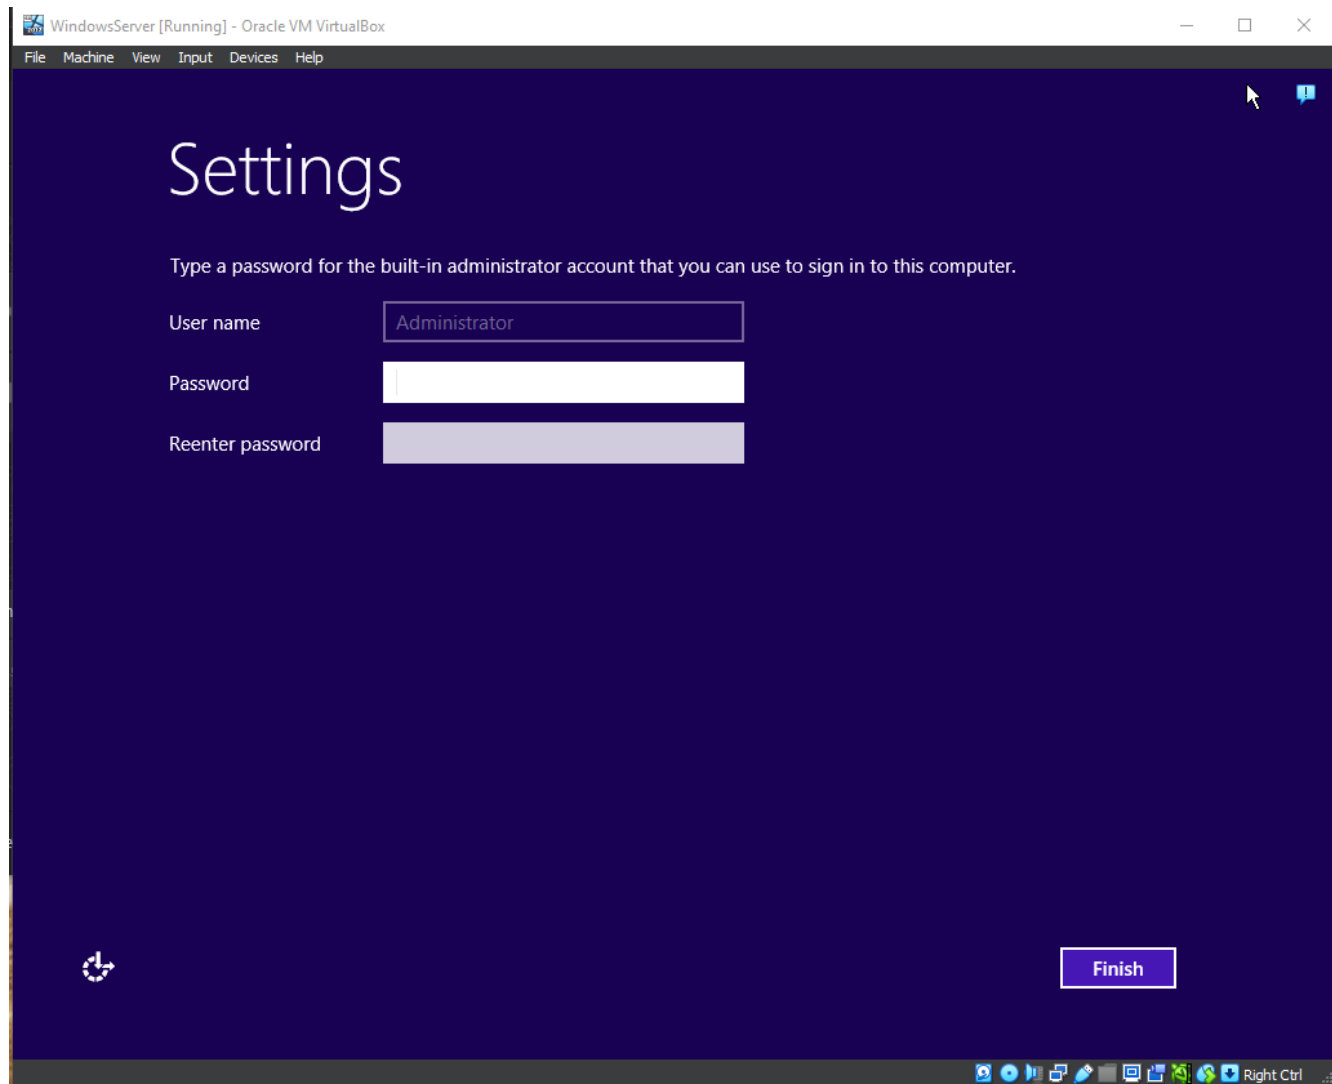 WindowsServer [Running] - Oracle VM VirtualBox
File Machine View Input Devices Help
Settings
Type a password for the built-in administrator account that you can use to sign in to this computer.
User name Administrator
Password
Reenter password
Finish
Right Ctrl